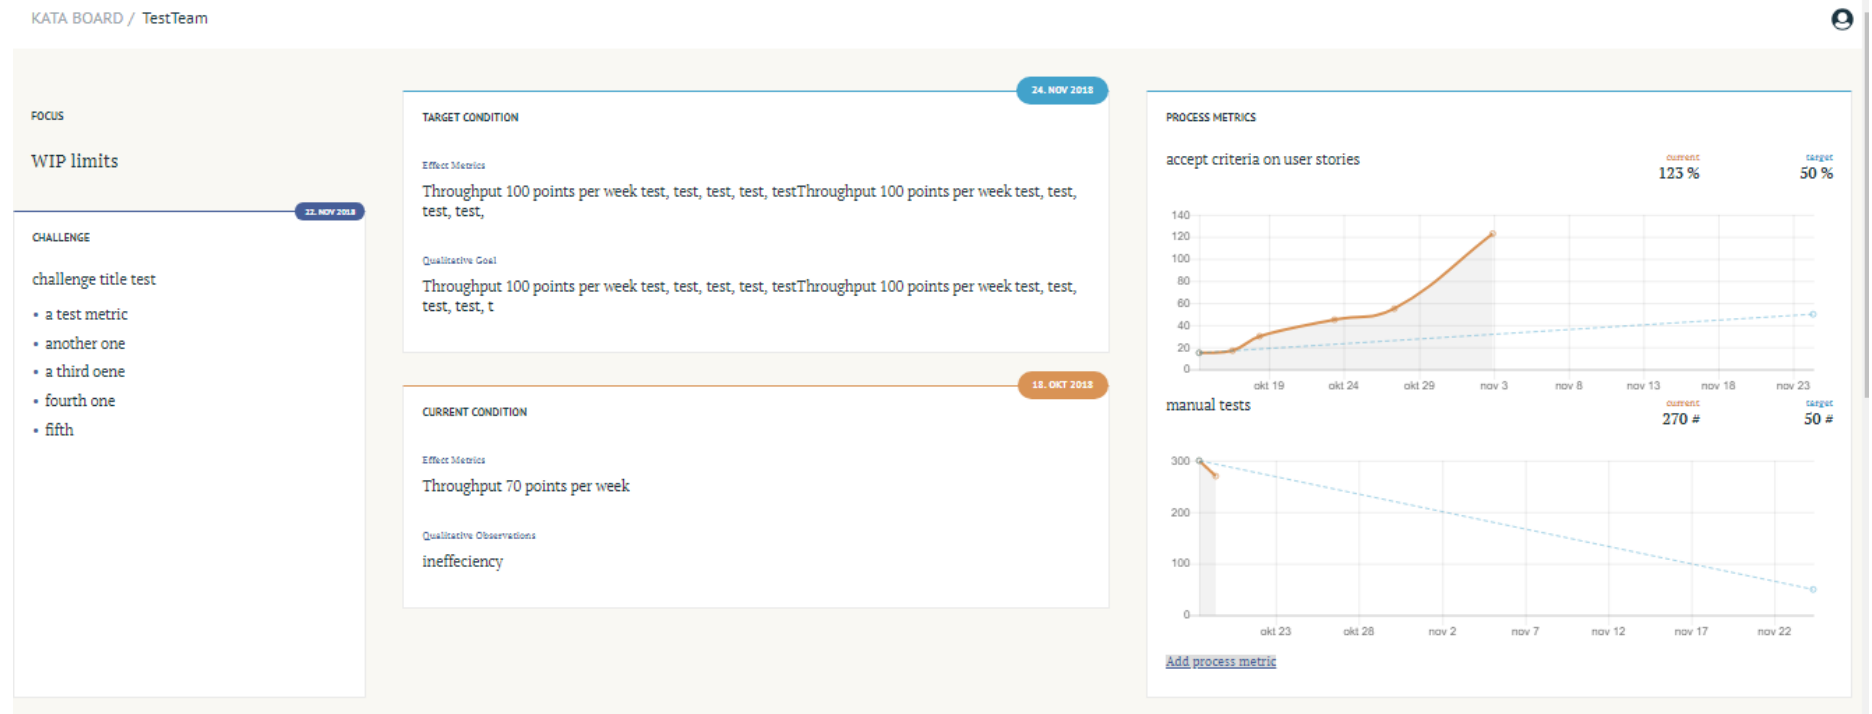 KATA BOARD / TestTeam
FOCUS
WIP limits
22. NOV 2018
CHALLENGE
challenge title test
• a test metric
• another one
• a third oene
• fourth one
• fifth
24. NOV 2018
TARGET CONDITION
Effect Metrics
Throughput 100 points per week test, test, test, test, testThroughput 100 points per week test, test,
test, test,
Qualitative Goal
Throughput 100 points per week test, test, test, test, testThroughput 100 points per week test, test,
test, test, t
18. OKT 2018
CURRENT CONDITION
Effect Metrics
Throughput 70 points per week
Qualitative Observations
ineffeciency
PROCESS METRICS
accept criteria on user stories
current
123 %
target
50 %
140
120
100
80
60
40
20
0
okt 19 okt 24 okt 29 nov 3 nov 8 nov 13 nov 18 nov 23
manual tests
current
270 #
target
50 #
300
200
100
0
okt 23 okt 28 nov 2 nov 7 nov 12 nov 17 nov 22
Add process metric